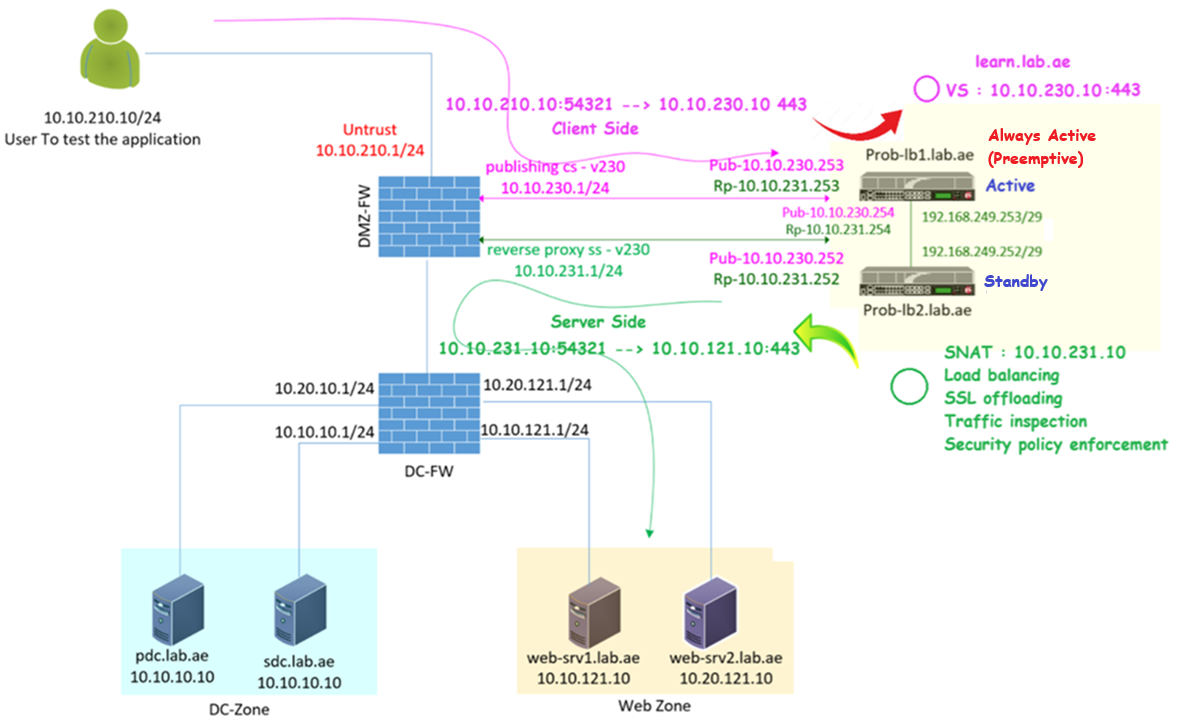 learn.lab.ae
VS : 10.10.230.10:443
10.10.210.10/24
User To test the application
10.10.210.10:54321 --> 10.10.230.10 443
Client Side
Untrust
10.10.210.1/24
Always Active
(Preemptive)
Prob-lb1.lab.ae
Active
publishing cs - v230
10.10.230.1/24
Pub-10.10.230.253
Rp-10.10.231.253
DMZ-FW
Pub-10.10.230.254
Rp-10.10.231.254
192.168.249.253/29
192.168.249.252/29
reverse proxy ss - v230
10.10.231.1/24
Pub-10.10.230.252
Rp-10.10.231.252
Standby
Prob-lb2.lab.ae
Server Side
10.10.231.10:54321 --> 10.10.121.10:443
SNAT : 10.10.231.10
Load balancing
SSL offloading
Traffic inspection
Security policy enforcement
10.20.10.1/24
10.20.121.1/24
10.10.10.1/24
10.10.121.1/24
DC-FW
pdc.lab.ae
10.10.10.10
sdc.lab.ae
10.10.10.10
web-srv1.lab.ae
10.10.121.10
web-srv2.lab.ae
10.20.121.10
DC-Zone
Web Zone